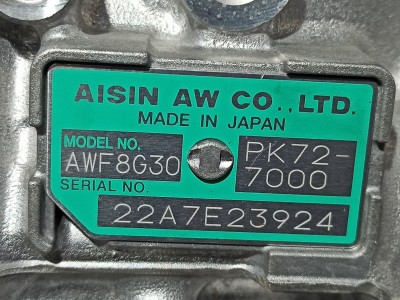 AISIN AW CO., LTD.
MADE IN JAPAN
MODEL NO.
AWF8G30 PK72-
7000
SERIAL NO.
22A7E23924